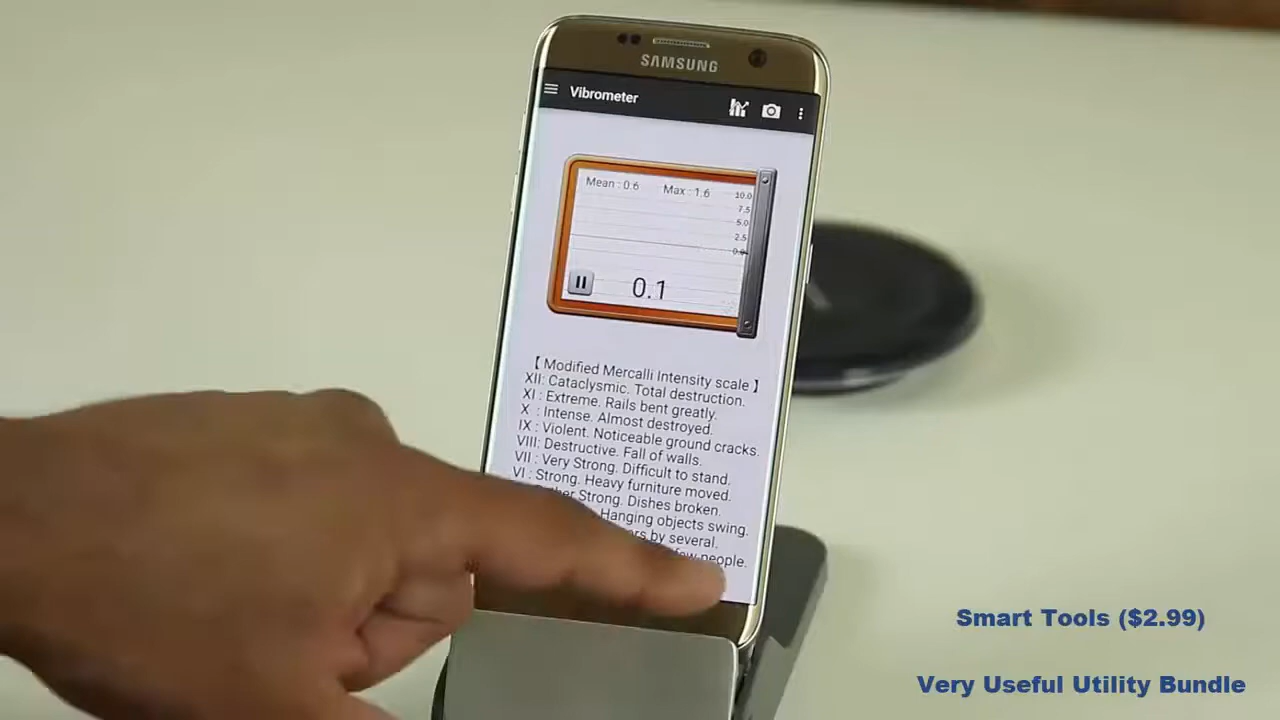 SAMSUNG
Vibrometer
Mean : 0.6 Max : 1.6
10.0
7.5
5.0
2.5
0.0
0.1
【 Modified Mercalli Intensity scale 】
XII: Cataclysmic. Total destruction.
XI : Extreme. Rails bent greatly.
X : Intense. Almost destroyed.
IX : Violent. Noticeable ground cracks.
VIII: Destructive. Fall of walls.
VII : Very Strong. Difficult to stand.
VI : Strong. Heavy furniture moved.
Strong. Dishes broken.
Hanging objects swing.
by several.
few people.
Smart Tools ($2.99)
Very Useful Utility Bundle